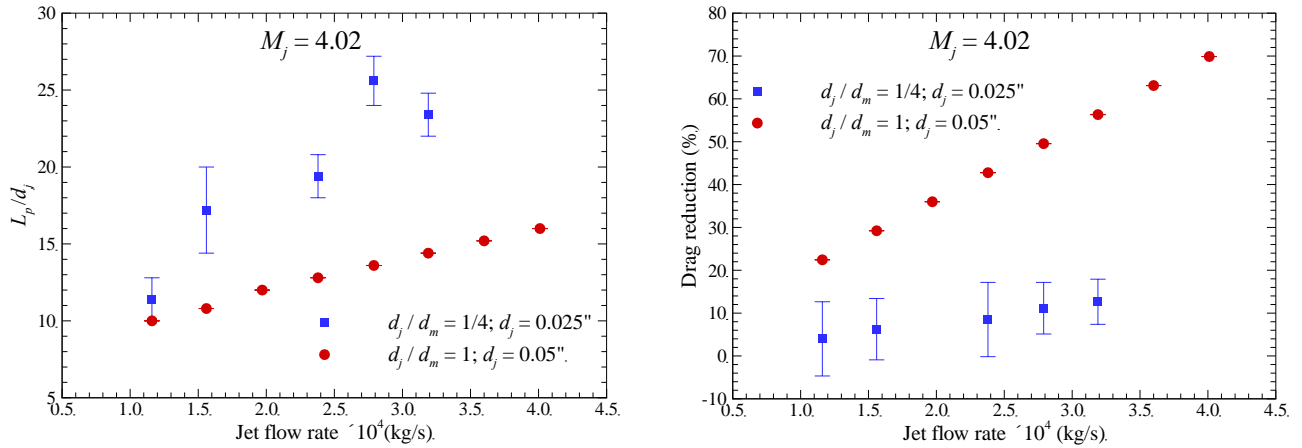 M_j = 4.02
30.
25.
20.
15.
10.
5
L_p/d_j
d_j / d_m = 1/4; d_j = 0.025"
d_j / d_m = 1; d_j = 0.05".
0.5. 1.0. 1.5. 2.0. 2.5. 3.0. 3.5. 4.0. 4.5.
Jet flow rate ´10^4(kg/s).
M_j = 4.02
80.
70.
60.
50.
40.
30.
20.
10.
0.
-10
Drag reduction (%.)
d_j / d_m = 1/4; d_j = 0.025"
d_j / d_m = 1; d_j = 0.05".
0.5. 1.0. 1.5. 2.0. 2.5. 3.0. 3.5. 4.0. 4.5.
Jet flow rate ´10^4 (kg/s).